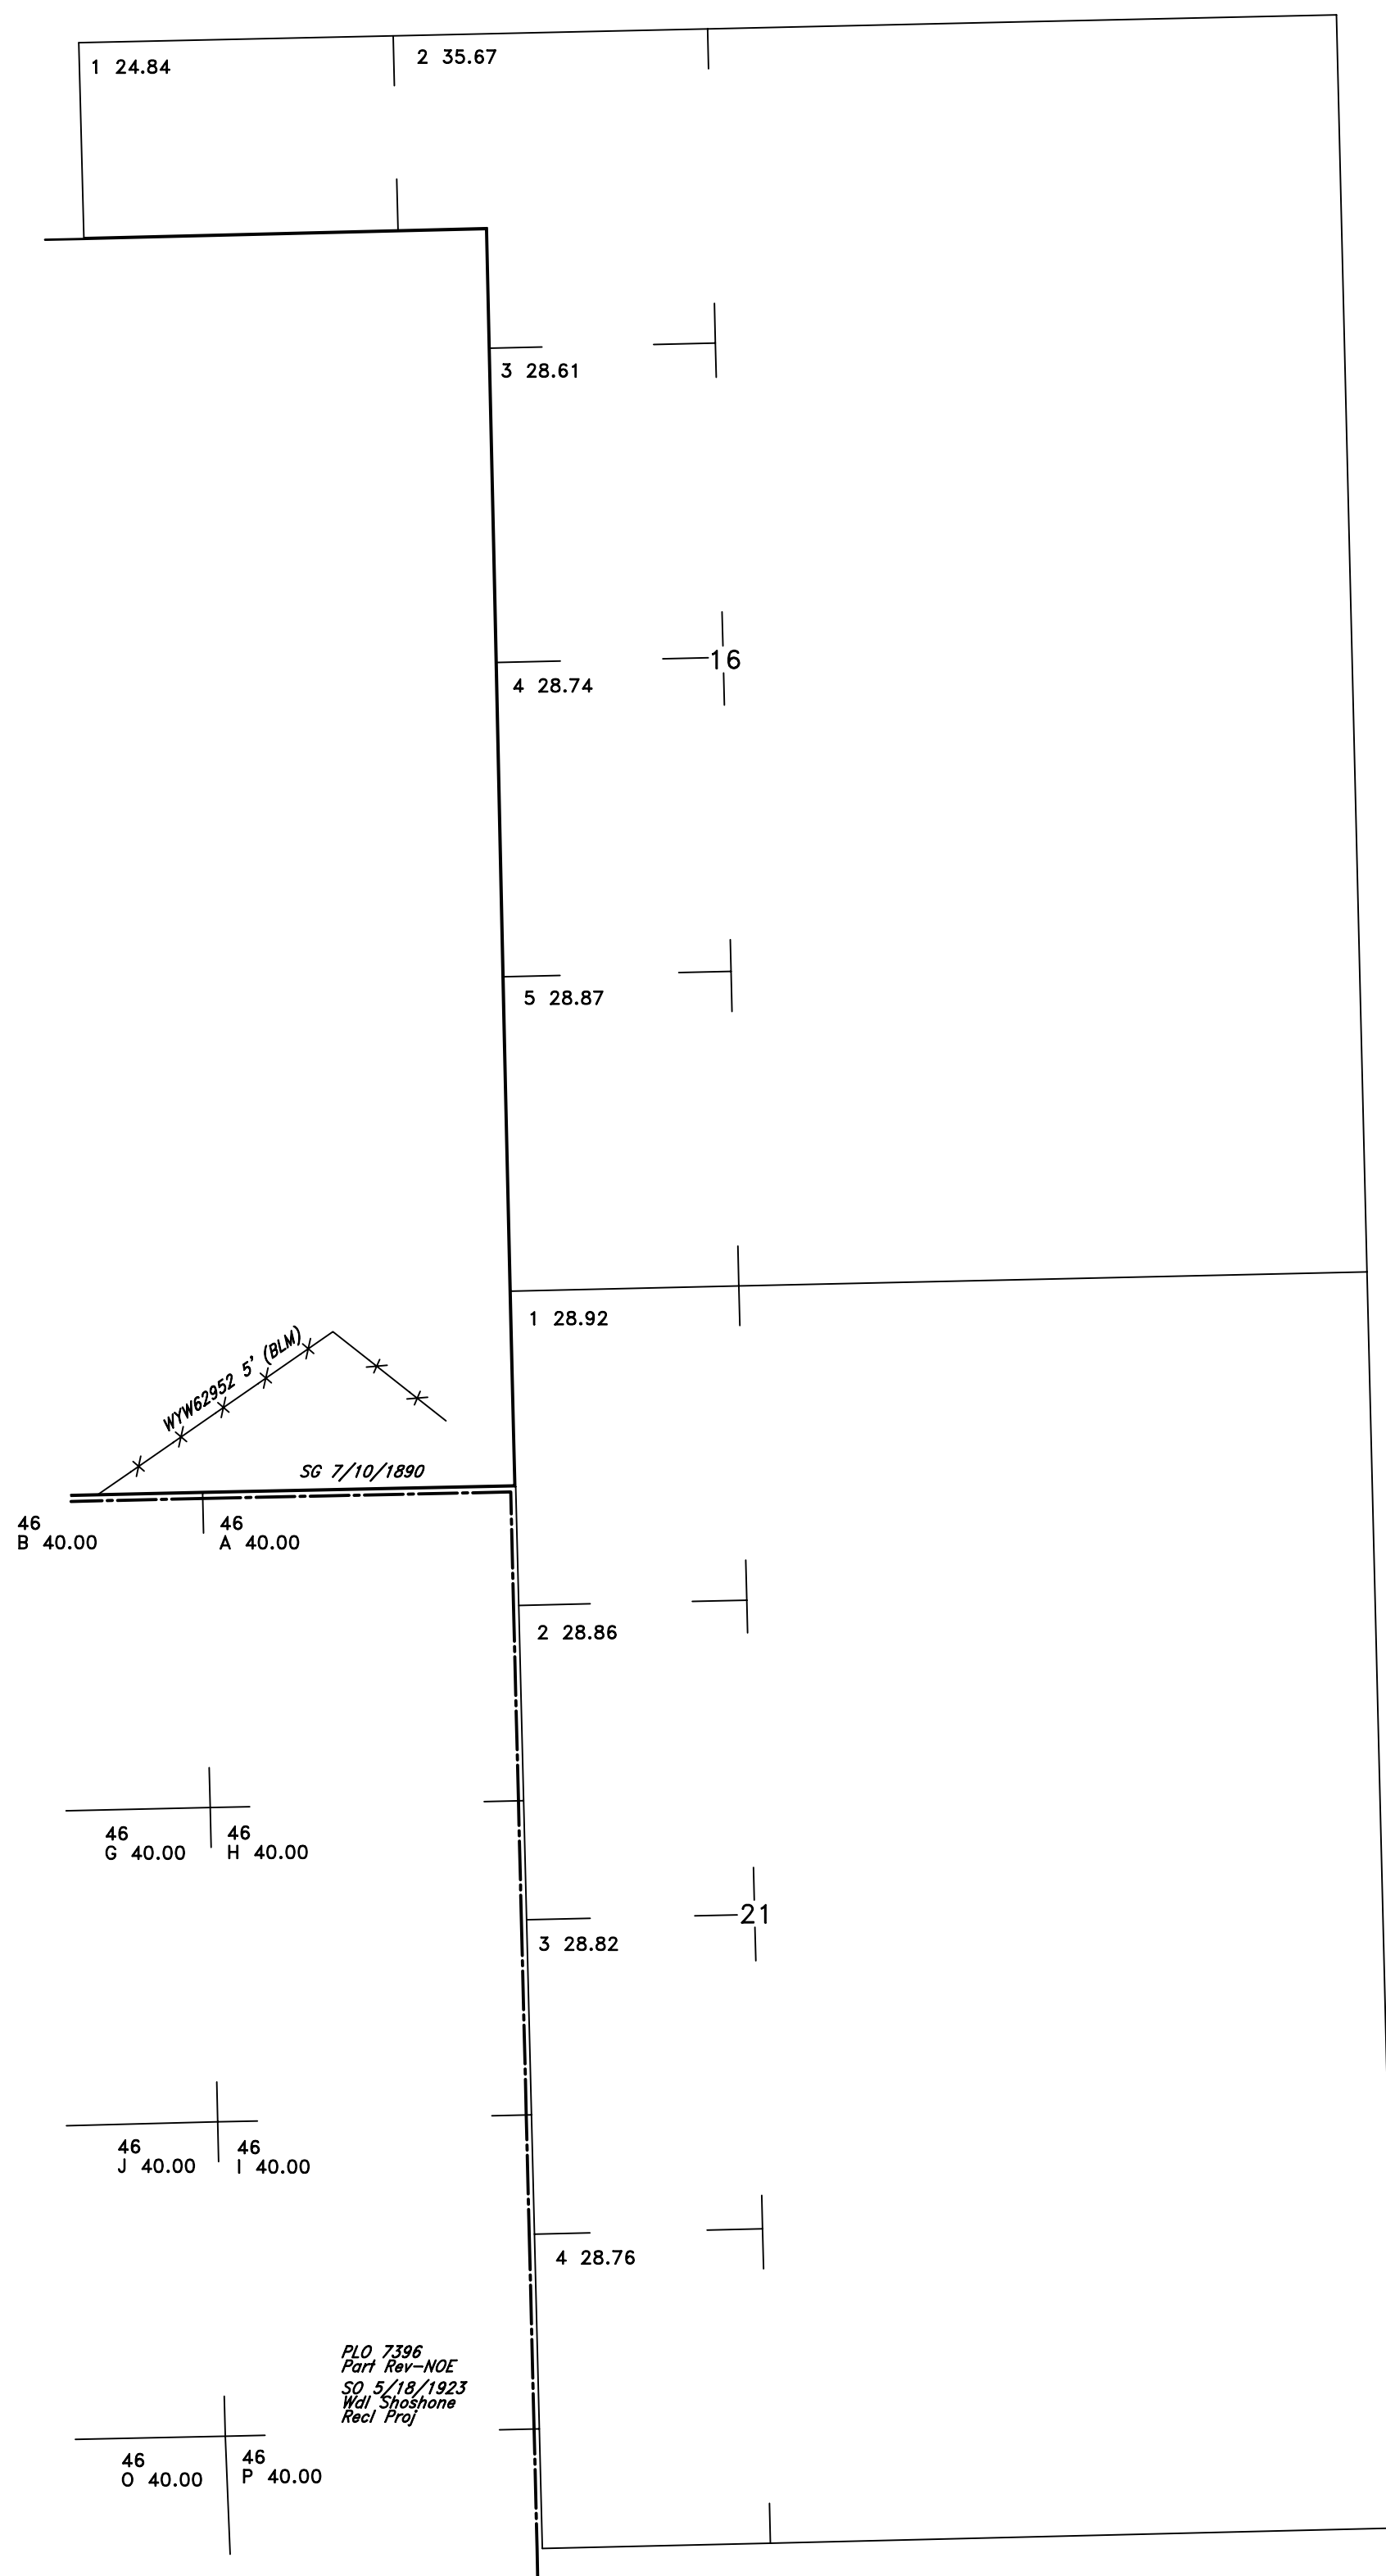 1 24.84
2 35.67
3 28.61
16
4 28.74
5 28.87
1 28.92
WYW62952 5' (BLM)
SG 7/10/1890
46
B 40.00
46
A 40.00
2 28.86
46
G 40.00
46
H 40.00
21
3 28.82
46
J 40.00
46
I 40.00
4 28.76
PLO 7396
Part Rev-NOE
SO 5/18/1923
Wdl Shoshone
Recl Proj
46
O 40.00
46
P 40.00